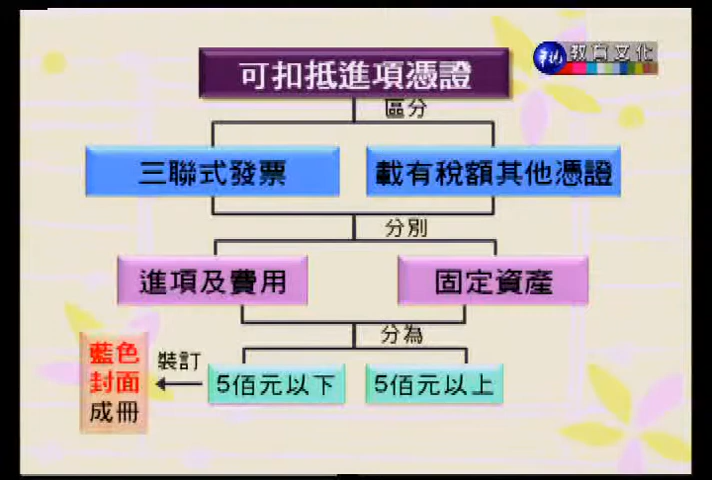 華視 教育文化
可扣抵進項憑證
區分
三聯式發票
載有稅額其他憑證
分別
進項及費用
固定資產
分為
藍色
封面
成冊
裝訂
5佰元以下
5佰元以上